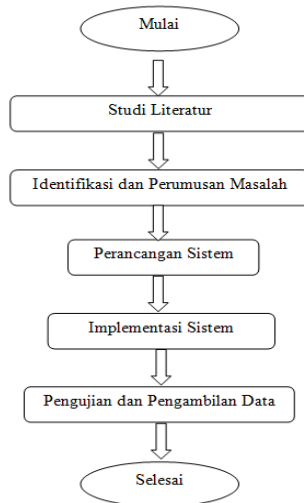 Mulai
Studi Literatur
Identifikasi dan Perumusan Masalah
Perancangan Sistem
Implementasi Sistem
Pengujian dan Pengambilan Data
Selesai